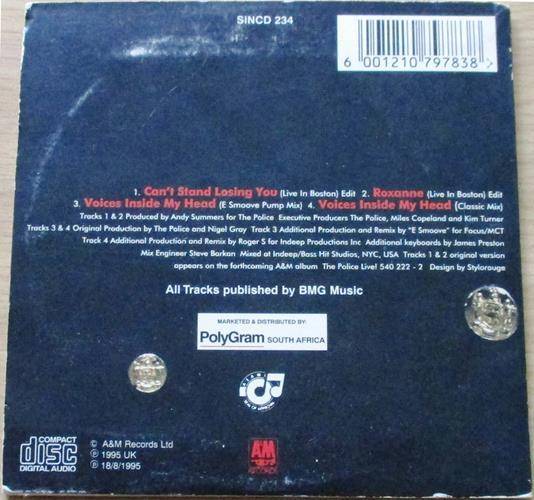 SINCD 234
6 001210 797838 >
1. Can't Stand Losing You (Live In Boston) Edit 2. Roxanne (Live In Boston) Edit
3. Voices Inside My Head (E Smoove Pump Mix) 4. Voices Inside My Head (Classic Mix)
Tracks 1 & 2 Produced by Andy Summers for The Police Executive Producers The Police, Miles Copeland and Kim Turner
Tracks 3 & 4 Original Production by The Police and Nigel Gray Track 3 Additional Production and Remix by "E Smoove" for Focus/MCT
Track 4 Additional Production and Remix by Roger S for Indeep Productions Inc Additional keyboards by James Preston
Mix Engineer Steve Barkan Mixed at Indeep/Bass Hit Studios, NYC, USA Tracks 1 & 2 original version
appears on the forthcoming A&M album The Police Live! 540 222 - 2 Design by Stylorouge
All Tracks published by BMG Music
MARKETED & DISTRIBUTED BY:
PolyGram SOUTH AFRICA
COMPACT
disc
DIGITAL AUDIO
© A&M Records Ltd
℗ 1995 UK
℗ 18/8/1995
A&M
RECORDS